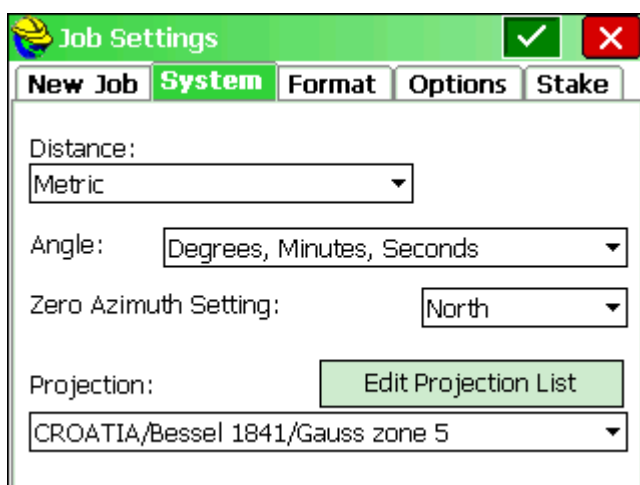 Job Settings
New Job System Format Options Stake
Distance:
Metric
Angle: Degrees, Minutes, Seconds
Zero Azimuth Setting: North
Projection: Edit Projection List
CROATIA/Bessel 1841/Gauss zone 5